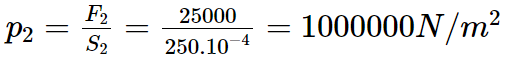 p₂ = F₂/S₂ = 25000/250.10⁻⁴ = 1000000N/m²